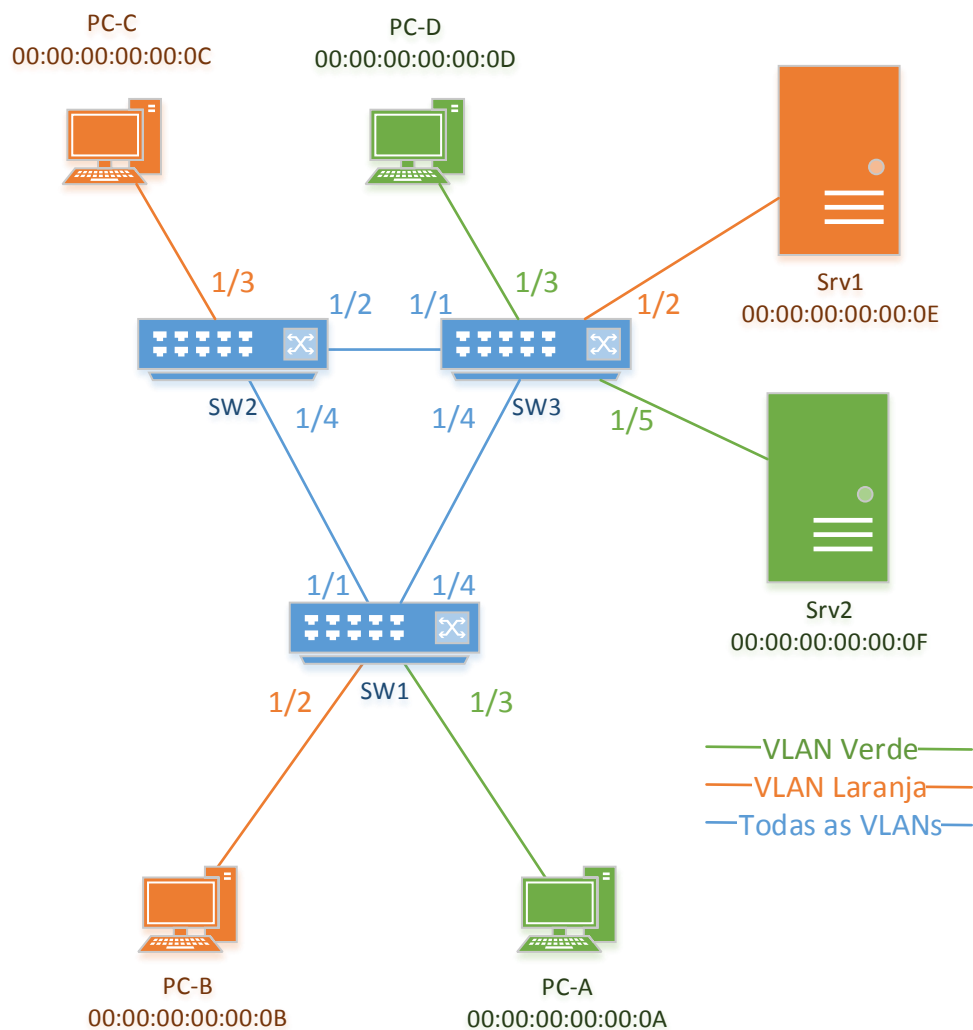 PC-C
00:00:00:00:00:0C
PC-D
00:00:00:00:00:0D
Srv1
00:00:00:00:00:0E
1/3
1/2
1/1
1/3
1/2
SW2
SW3
1/4
1/4
1/5
Srv2
00:00:00:00:00:0F
1/1
1/4
SW1
1/2
1/3
VLAN Verde
VLAN Laranja
Todas as VLANs
PC-B
00:00:00:00:00:0B
PC-A
00:00:00:00:00:0A